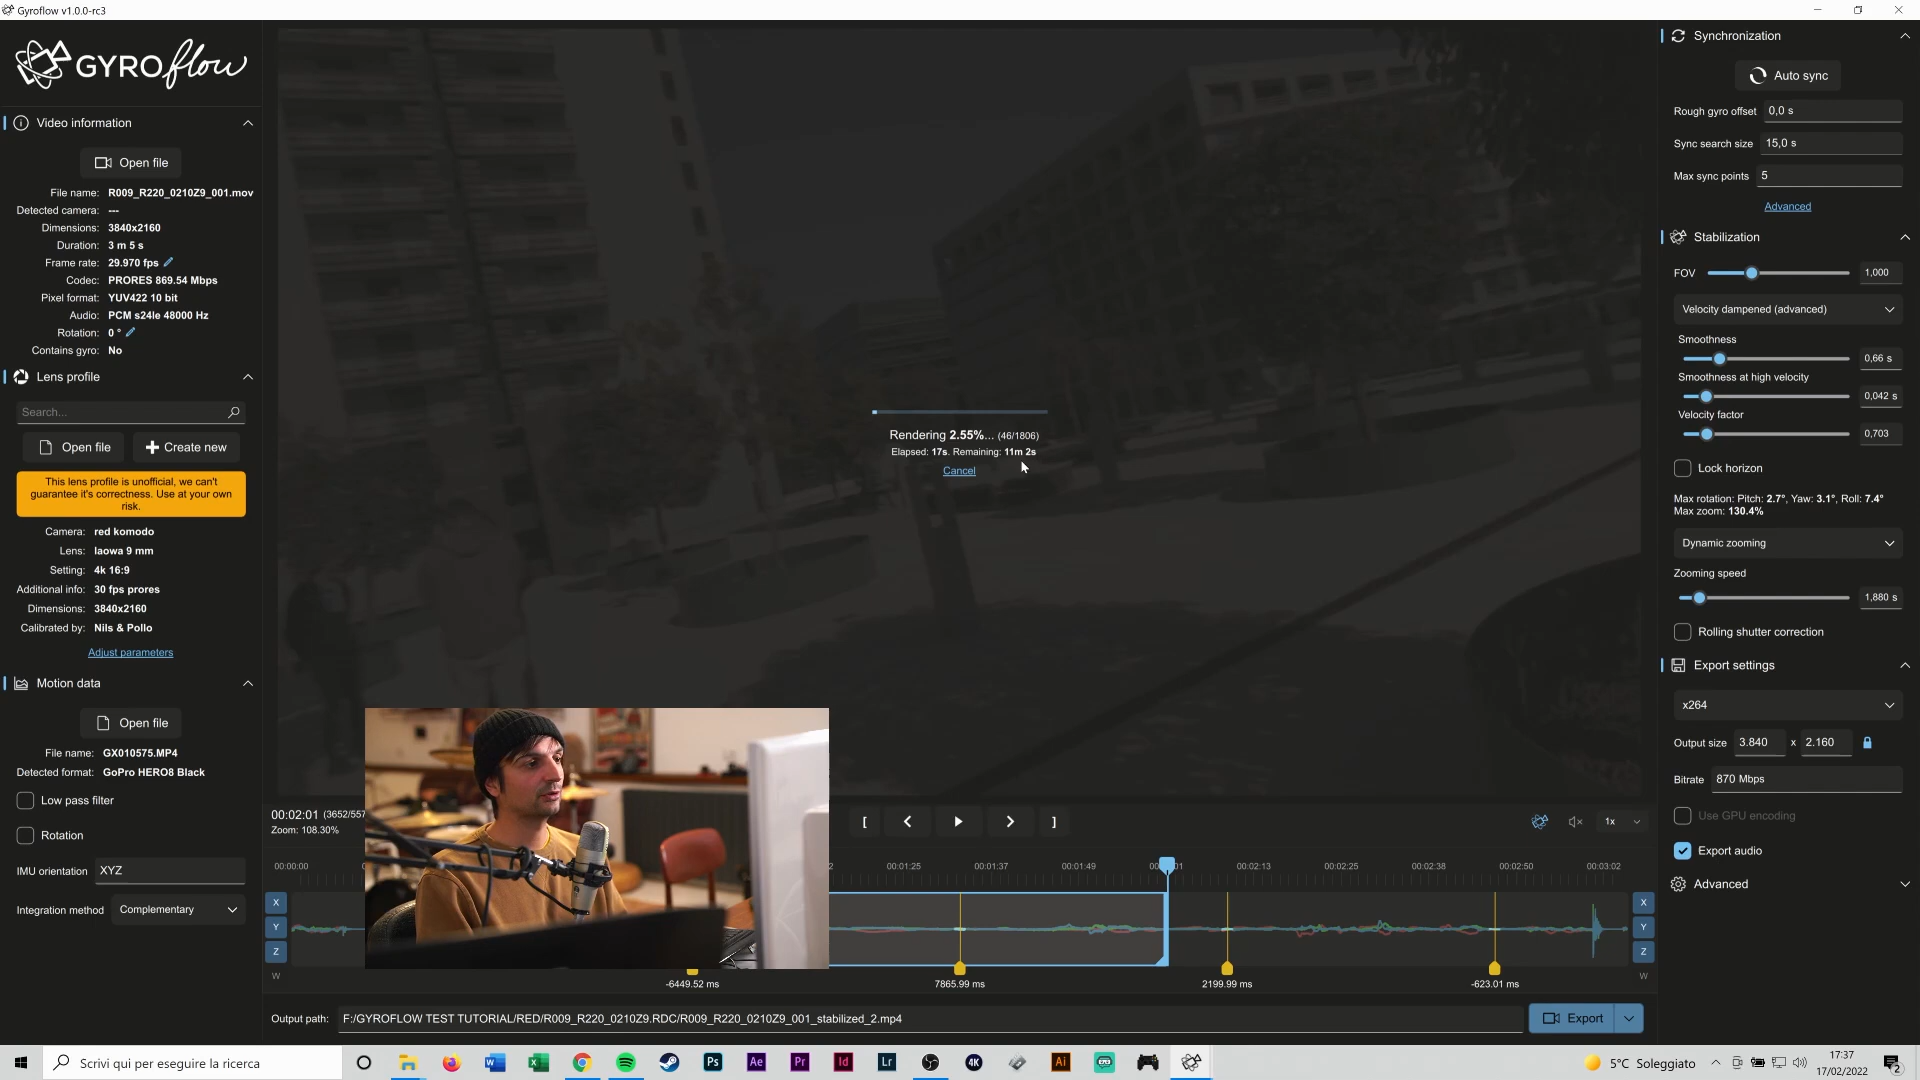 Gyroflow v1.0.0-rc3
GYROflow
Video information
Open file
File name: R009_R220_0210Z9_001.mov
Detected camera: ---
Dimensions: 3840x2160
Duration: 3 m 5 s
Frame rate: 29.970 fps
Codec: PRORES 869.54 Mbps
Pixel format: YUV422 10 bit
Audio: PCM s24le 48000 Hz
Rotation: 0 °
Contains gyro: No
Lens profile
Search...
Open file
Create new
This lens profile is unofficial, we can't
guarantee it's correctness. Use at your own
risk.
Camera: red komodo
Lens: laowa 9 mm
Setting: 4k 16:9
Additional info: 30 fps prores
Dimensions: 3840x2160
Calibrated by: Nils & Pollo
Adjust parameters
Motion data
Open file
File name: GX010575.MP4
Detected format: GoPro HERO8 Black
Low pass filter
Rotation
IMU orientation XYZ
Integration method Complementary
Rendering 2.55%... (46/1806)
Elapsed: 17s. Remaining: 11m 2s
Cancel
00:02:01 (3652/557
Zoom: 108.30%
[ ]
1x
00:00:00 00:01:25 00:01:37 00:01:49 00:02:13 00:02:25 00:02:38 00:02:50 00:03:02
X X
Y Y
Z Z
W W
-6449.52 ms 7865.99 ms 2199.99 ms -623.01 ms
Output path: F:/GYROFLOW TEST TUTORIAL/RED/R009_R220_0210Z9.RDC/R009_R220_0210Z9_001_stabilized_2.mp4
Export
Synchronization
Auto sync
Rough gyro offset 0,0 s
Sync search size 15,0 s
Max sync points 5
Advanced
Stabilization
FOV 1,000
Velocity dampened (advanced)
Smoothness
0,66 s
Smoothness at high velocity
0,042 s
Velocity factor
0,703
Lock horizon
Max rotation: Pitch: 2.7°, Yaw: 3.1°, Roll: 7.4°
Max zoom: 130.4%
Dynamic zooming
Zooming speed
1,880 s
Rolling shutter correction
Export settings
x264
Output size 3.840 x 2.160
Bitrate 870 Mbps
Use GPU encoding
Export audio
Advanced
Scrivi qui per eseguire la ricerca
Ps Ae Pr Id Lr 4K Ai
5°C Soleggiato
17:37
17/02/2022
2